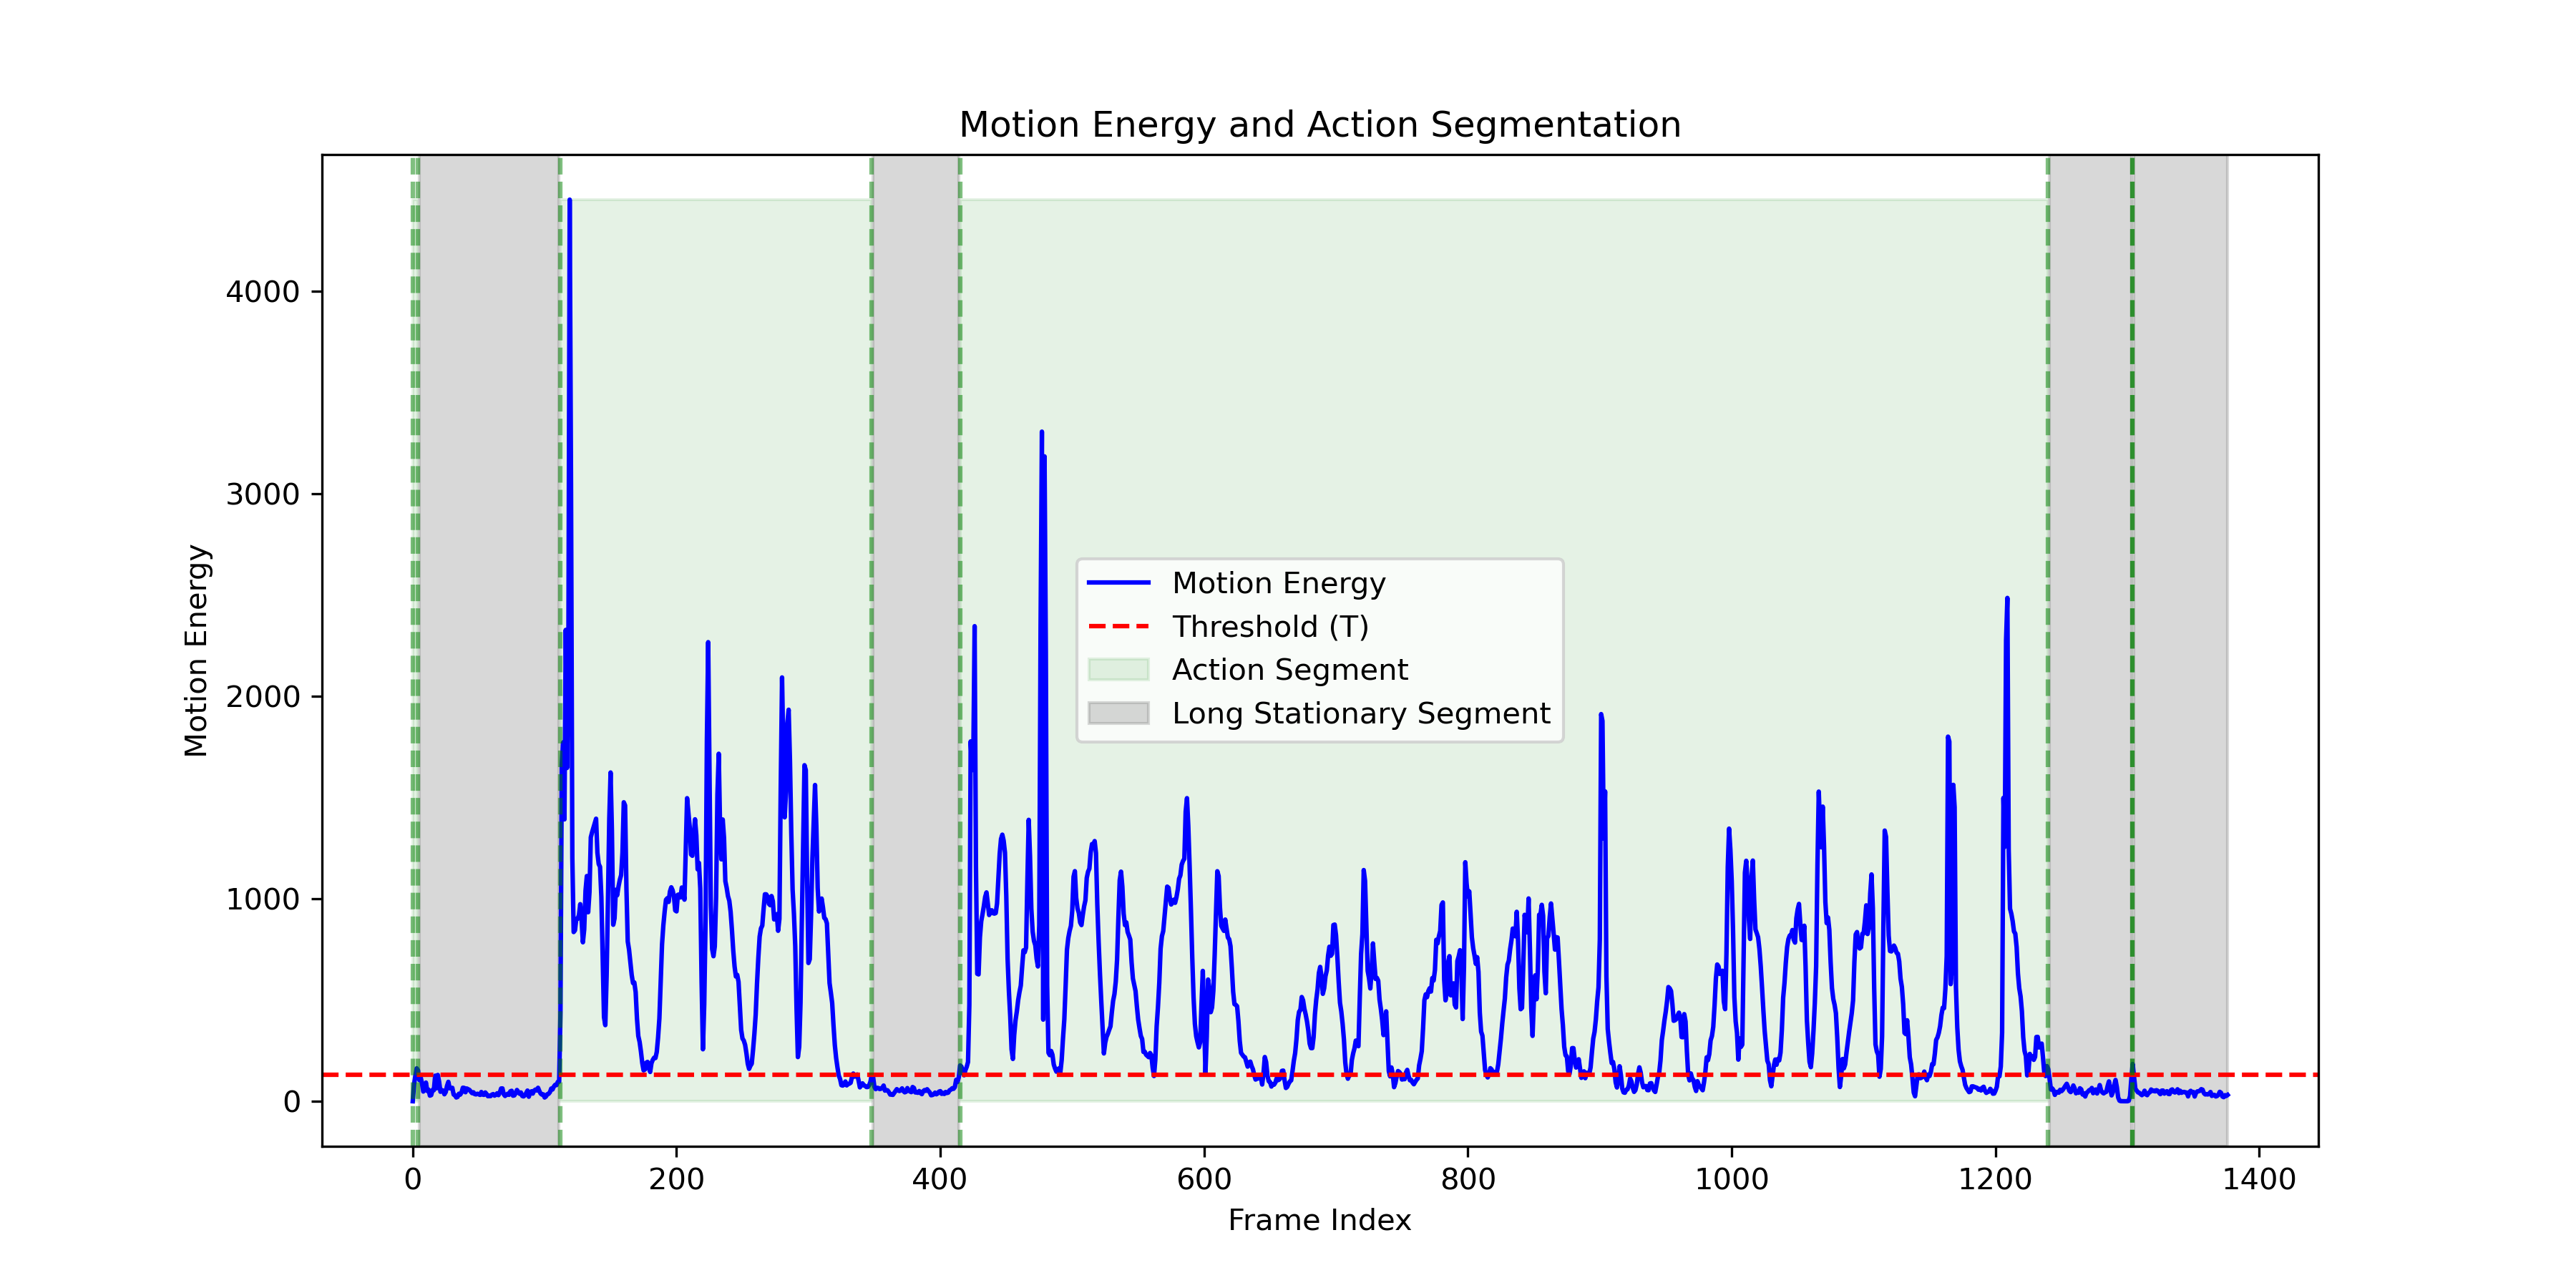 Motion Energy and Action Segmentation
Motion Energy
4000
3000
2000
1000
0
Motion Energy
Threshold (T)
Action Segment
Long Stationary Segment
0 200 400 600 800 1000 1200 1400
Frame Index